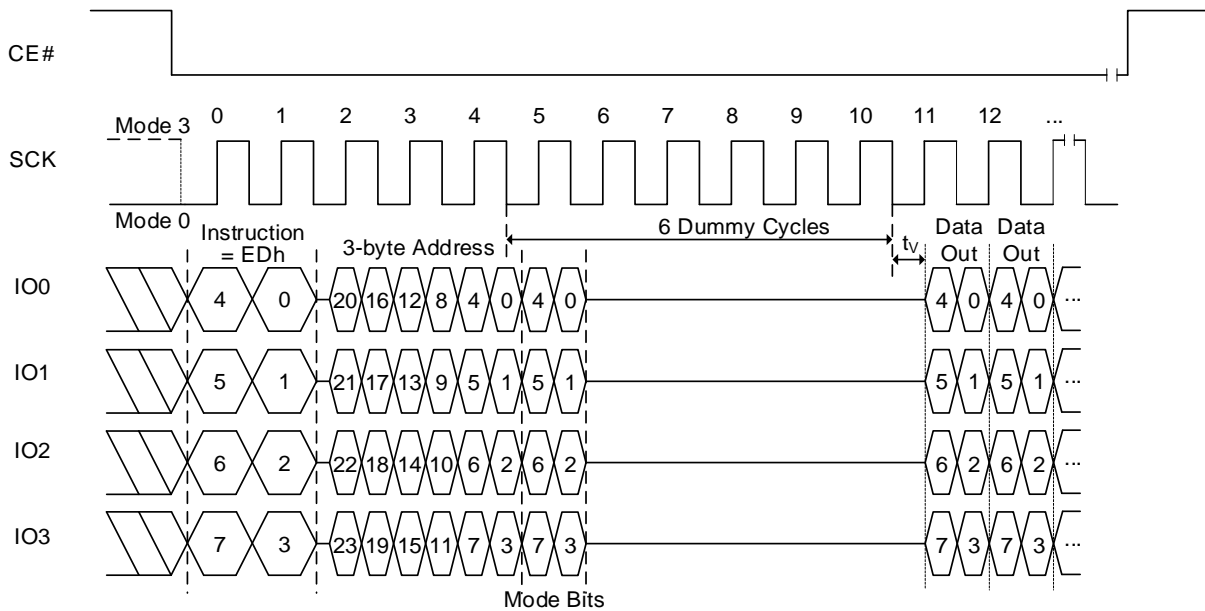 CE#
0 1 2 3 4 5 6 7 8 9 10 11 12 ...
Mode 3
SCK
Mode 0
Instruction
= EDh
3-byte Address
6 Dummy Cycles
tV
Data
Out
Data
Out
IO0 4 0 20 16 12 8 4 0 4 0 4 0 4 0 ...
IO1 5 1 21 17 13 9 5 1 5 1 5 1 5 1 ...
IO2 6 2 22 18 14 10 6 2 6 2 6 2 6 2 ...
IO3 7 3 23 19 15 11 7 3 7 3 7 3 7 3 ...
Mode Bits